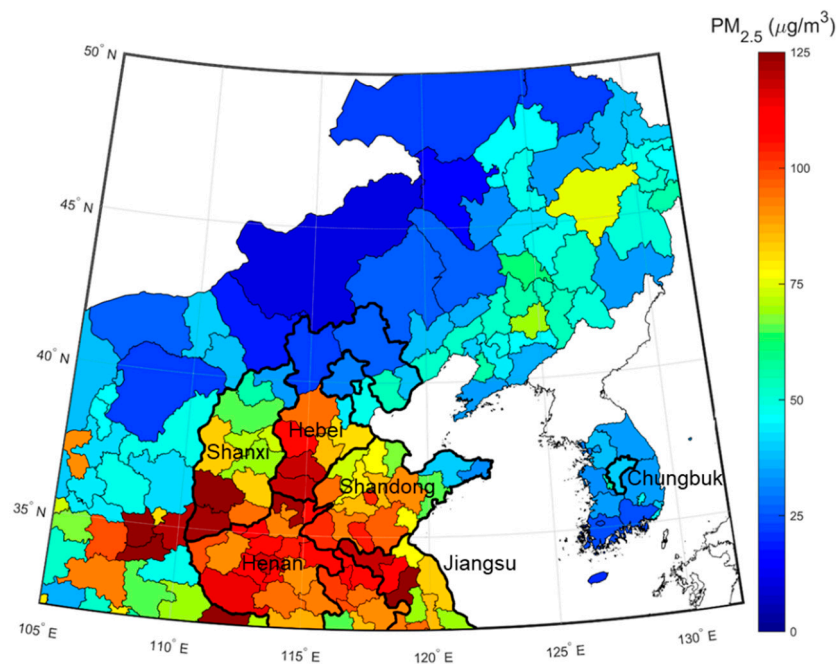 PM2.5 (μg/m3)
50° N
125
100
45° N
75
40° N
50
Hebei
Shanxi
Shandong
Chungbuk
35° N
25
Henan
Jiangsu
0
105° E
110° E
115° E
120° E
125° E
130° E